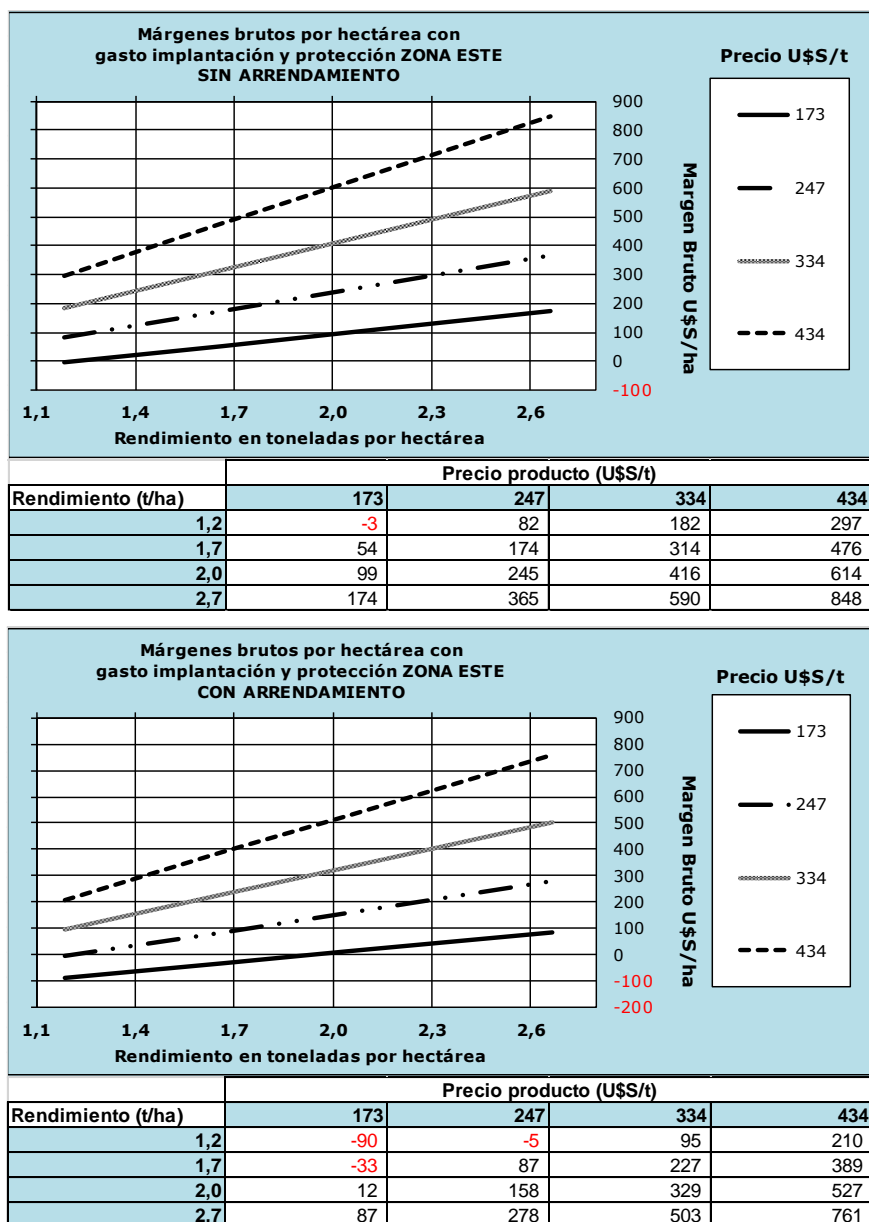 Márgenes brutos por hectárea con
gasto implantación y protección ZONA ESTE
SIN ARRENDAMIENTO
Precio U$S/t
900
800
700
600
500
400
300
200
100
0
-100
Margen Bruto U$S/ha
173
247
334
434
1,1 1,4 1,7 2,0 2,3 2,6
Rendimiento en toneladas por hectárea
Precio producto (U$S/t)
Rendimiento (t/ha) 173 247 334 434
1,2 -3 82 182 297
1,7 54 174 314 476
2,0 99 245 416 614
2,7 174 365 590 848
Márgenes brutos por hectárea con
gasto implantación y protección ZONA ESTE
CON ARRENDAMIENTO
Precio U$S/t
900
800
700
600
500
400
300
200
100
0
-100
-200
Margen Bruto U$S/ha
173
247
334
434
1,1 1,4 1,7 2,0 2,3 2,6
Rendimiento en toneladas por hectárea
Precio producto (U$S/t)
Rendimiento (t/ha) 173 247 334 434
1,2 -90 -5 95 210
1,7 -33 87 227 389
2,0 12 158 329 527
2,7 87 278 503 761